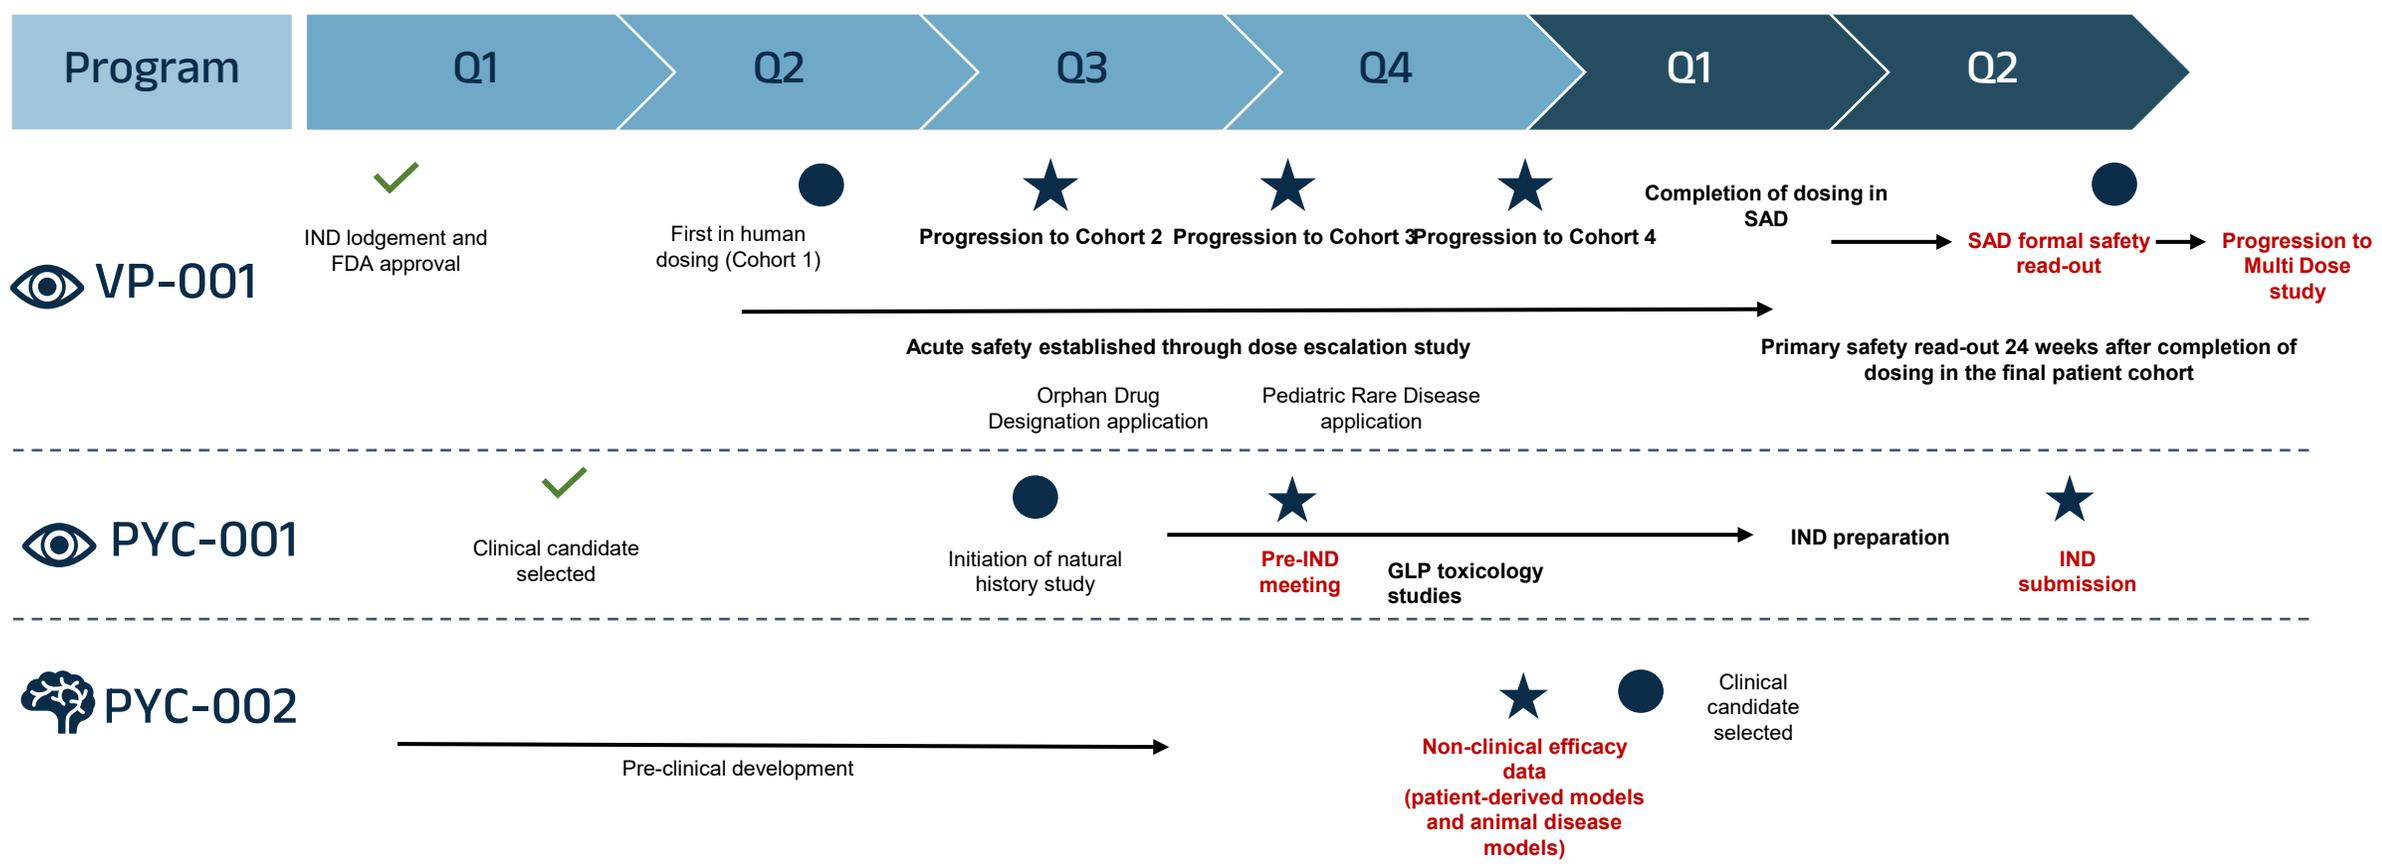 Program
Q1
Q2
Q3
Q4
Q1
Q2
VP-001
IND lodgement and
FDA approval
First in human
dosing (Cohort 1)
Progression to Cohort 2
Progression to Cohort 3
Progression to Cohort 4
Completion of dosing in
SAD
SAD formal safety
read-out
Progression to
Multi Dose
study
Acute safety established through dose escalation study
Primary safety read-out 24 weeks after completion of
dosing in the final patient cohort
Orphan Drug
Designation application
Pediatric Rare Disease
application
PYC-001
Clinical candidate
selected
Initiation of natural
history study
Pre-IND
meeting
GLP toxicology
studies
IND preparation
IND
submission
PYC-002
Pre-clinical development
Non-clinical efficacy
data
(patient-derived models
and animal disease
models)
Clinical
candidate
selected